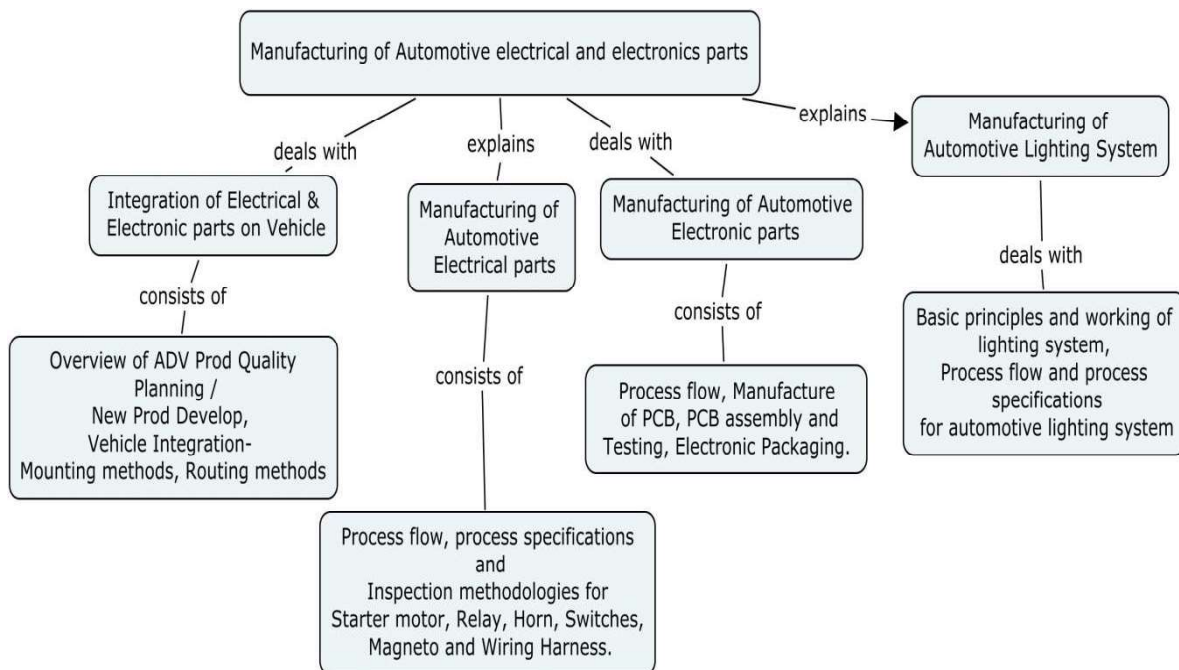 Manufacturing of Automotive electrical and electronics parts
explains
Manufacturing of
Automotive Lighting System
deals with
explains
deals with
Integration of Electrical &
Electronic parts on Vehicle
Manufacturing of
Automotive
Electrical parts
Manufacturing of Automotive
Electronic parts
deals with
consists of
consists of
consists of
Overview of ADV Prod Quality
Planning /
New Prod Develop,
Vehicle Integration-
Mounting methods, Routing methods
Process flow, Manufacture
of PCB, PCB assembly and
Testing, Electronic Packaging.
Basic principles and working of
lighting system,
Process flow and process
specifications
for automotive lighting system
Process flow, process specifications
and
Inspection methodologies for
Starter motor, Relay, Horn, Switches,
Magneto and Wiring Harness.